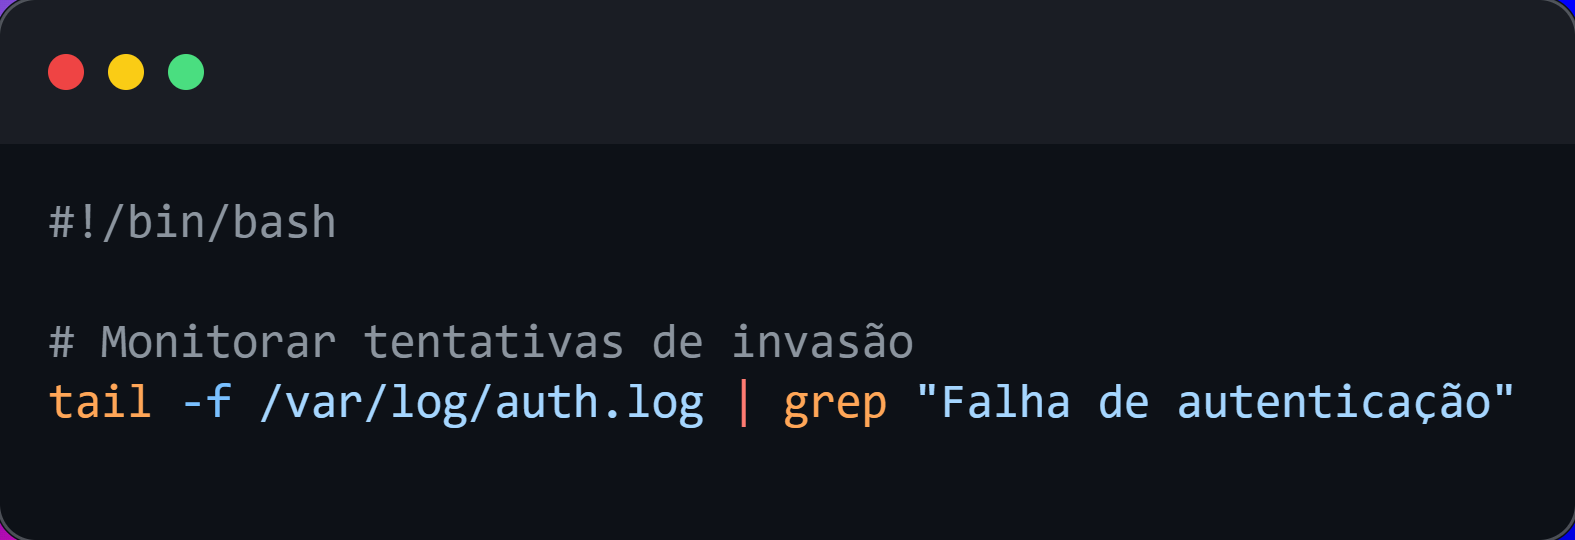 #!/bin/bash
# Monitorar tentativas de invasão
tail -f /var/log/auth.log | grep "Falha de autenticação"